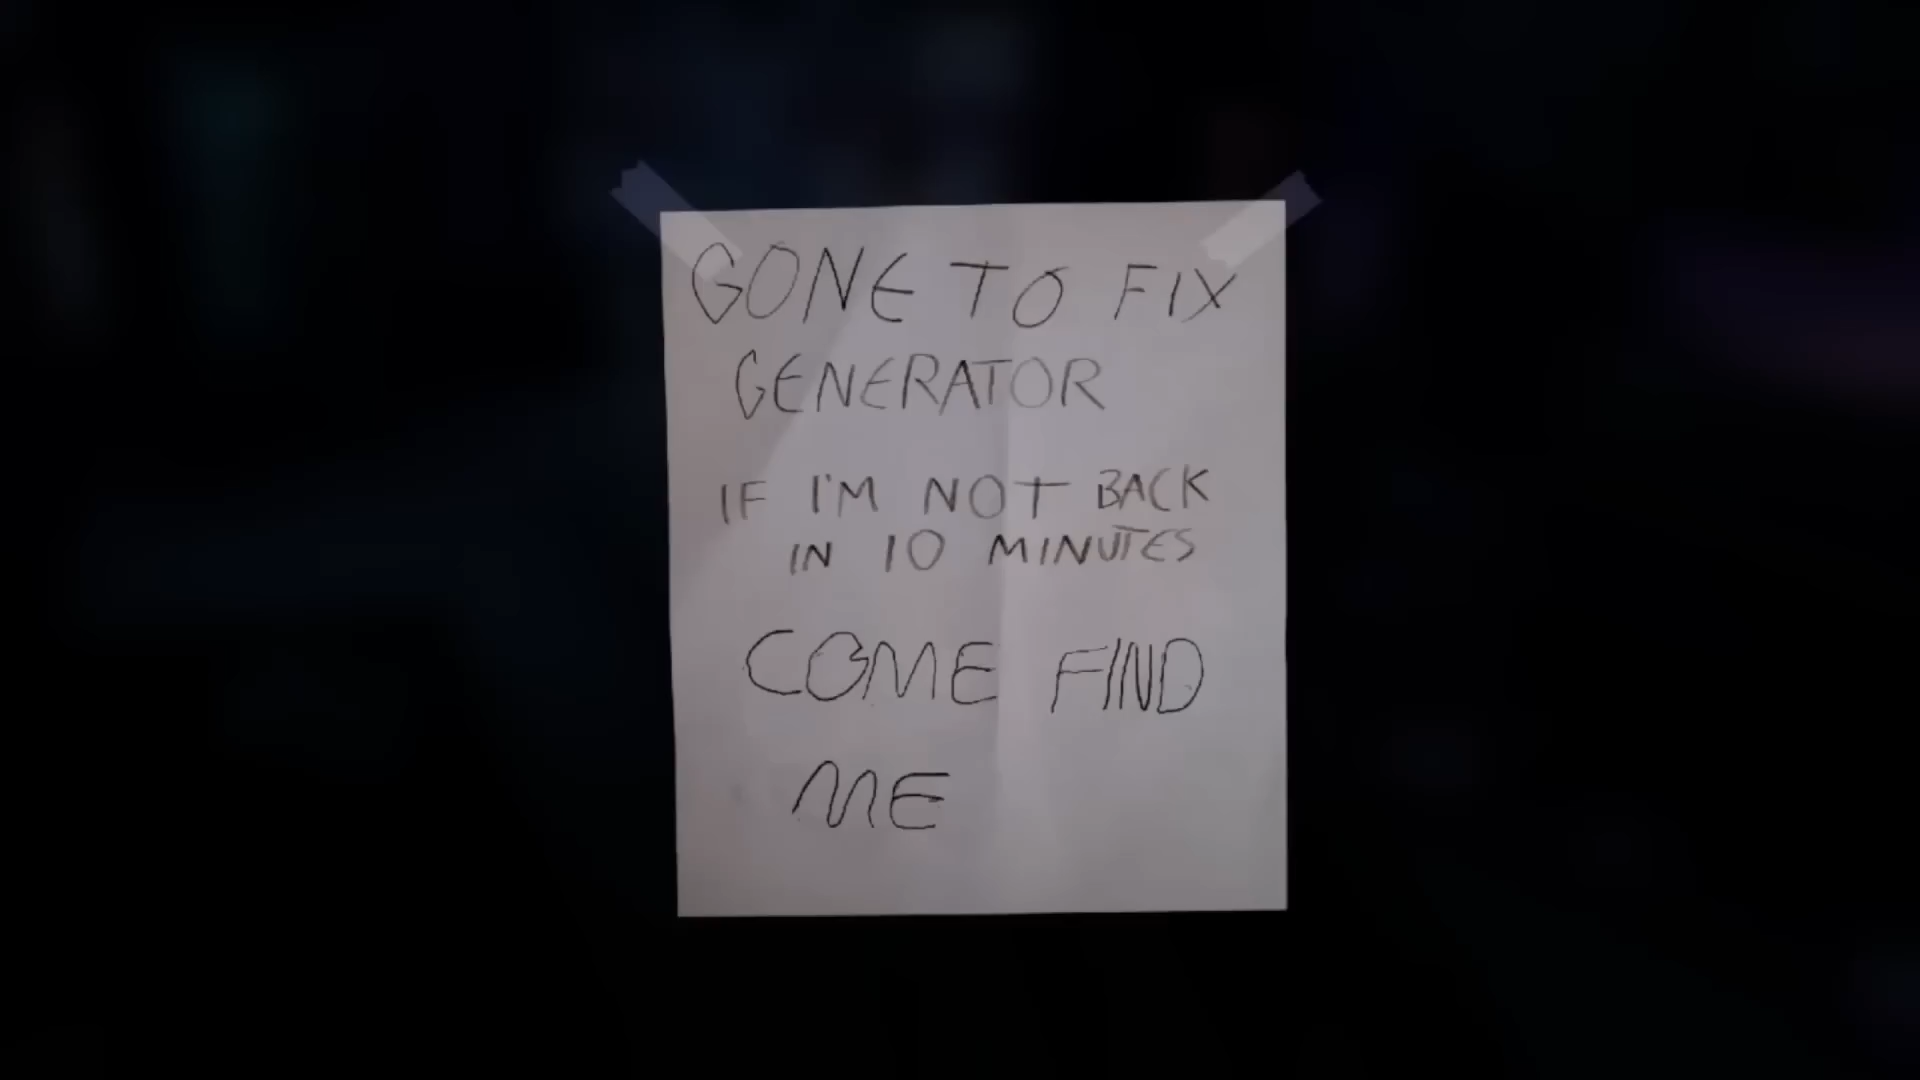 GONE TO FIX
GENERATOR
IF I'M NOT BACK
IN 10 MINUTES
COME FIND
ME